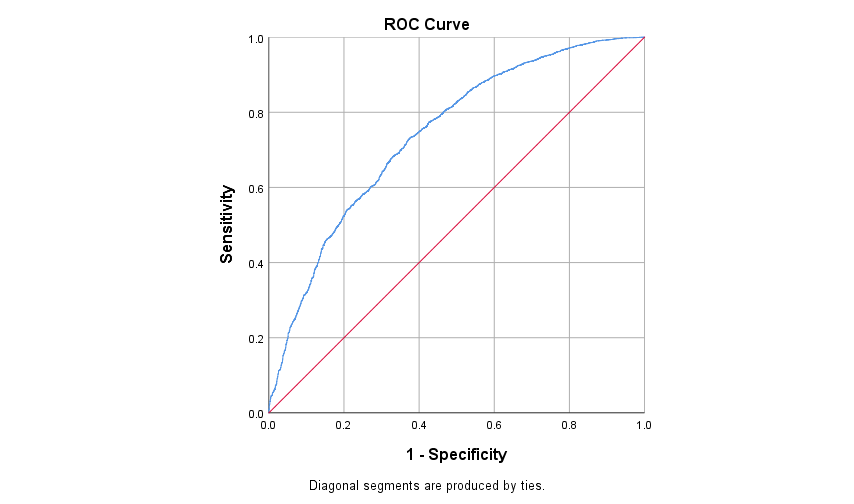 ROC Curve
1.0
0.8
0.6
0.4
0.2
0.0
Sensitivity
0.0 0.2 0.4 0.6 0.8 1.0
1 - Specificity
Diagonal segments are produced by ties.